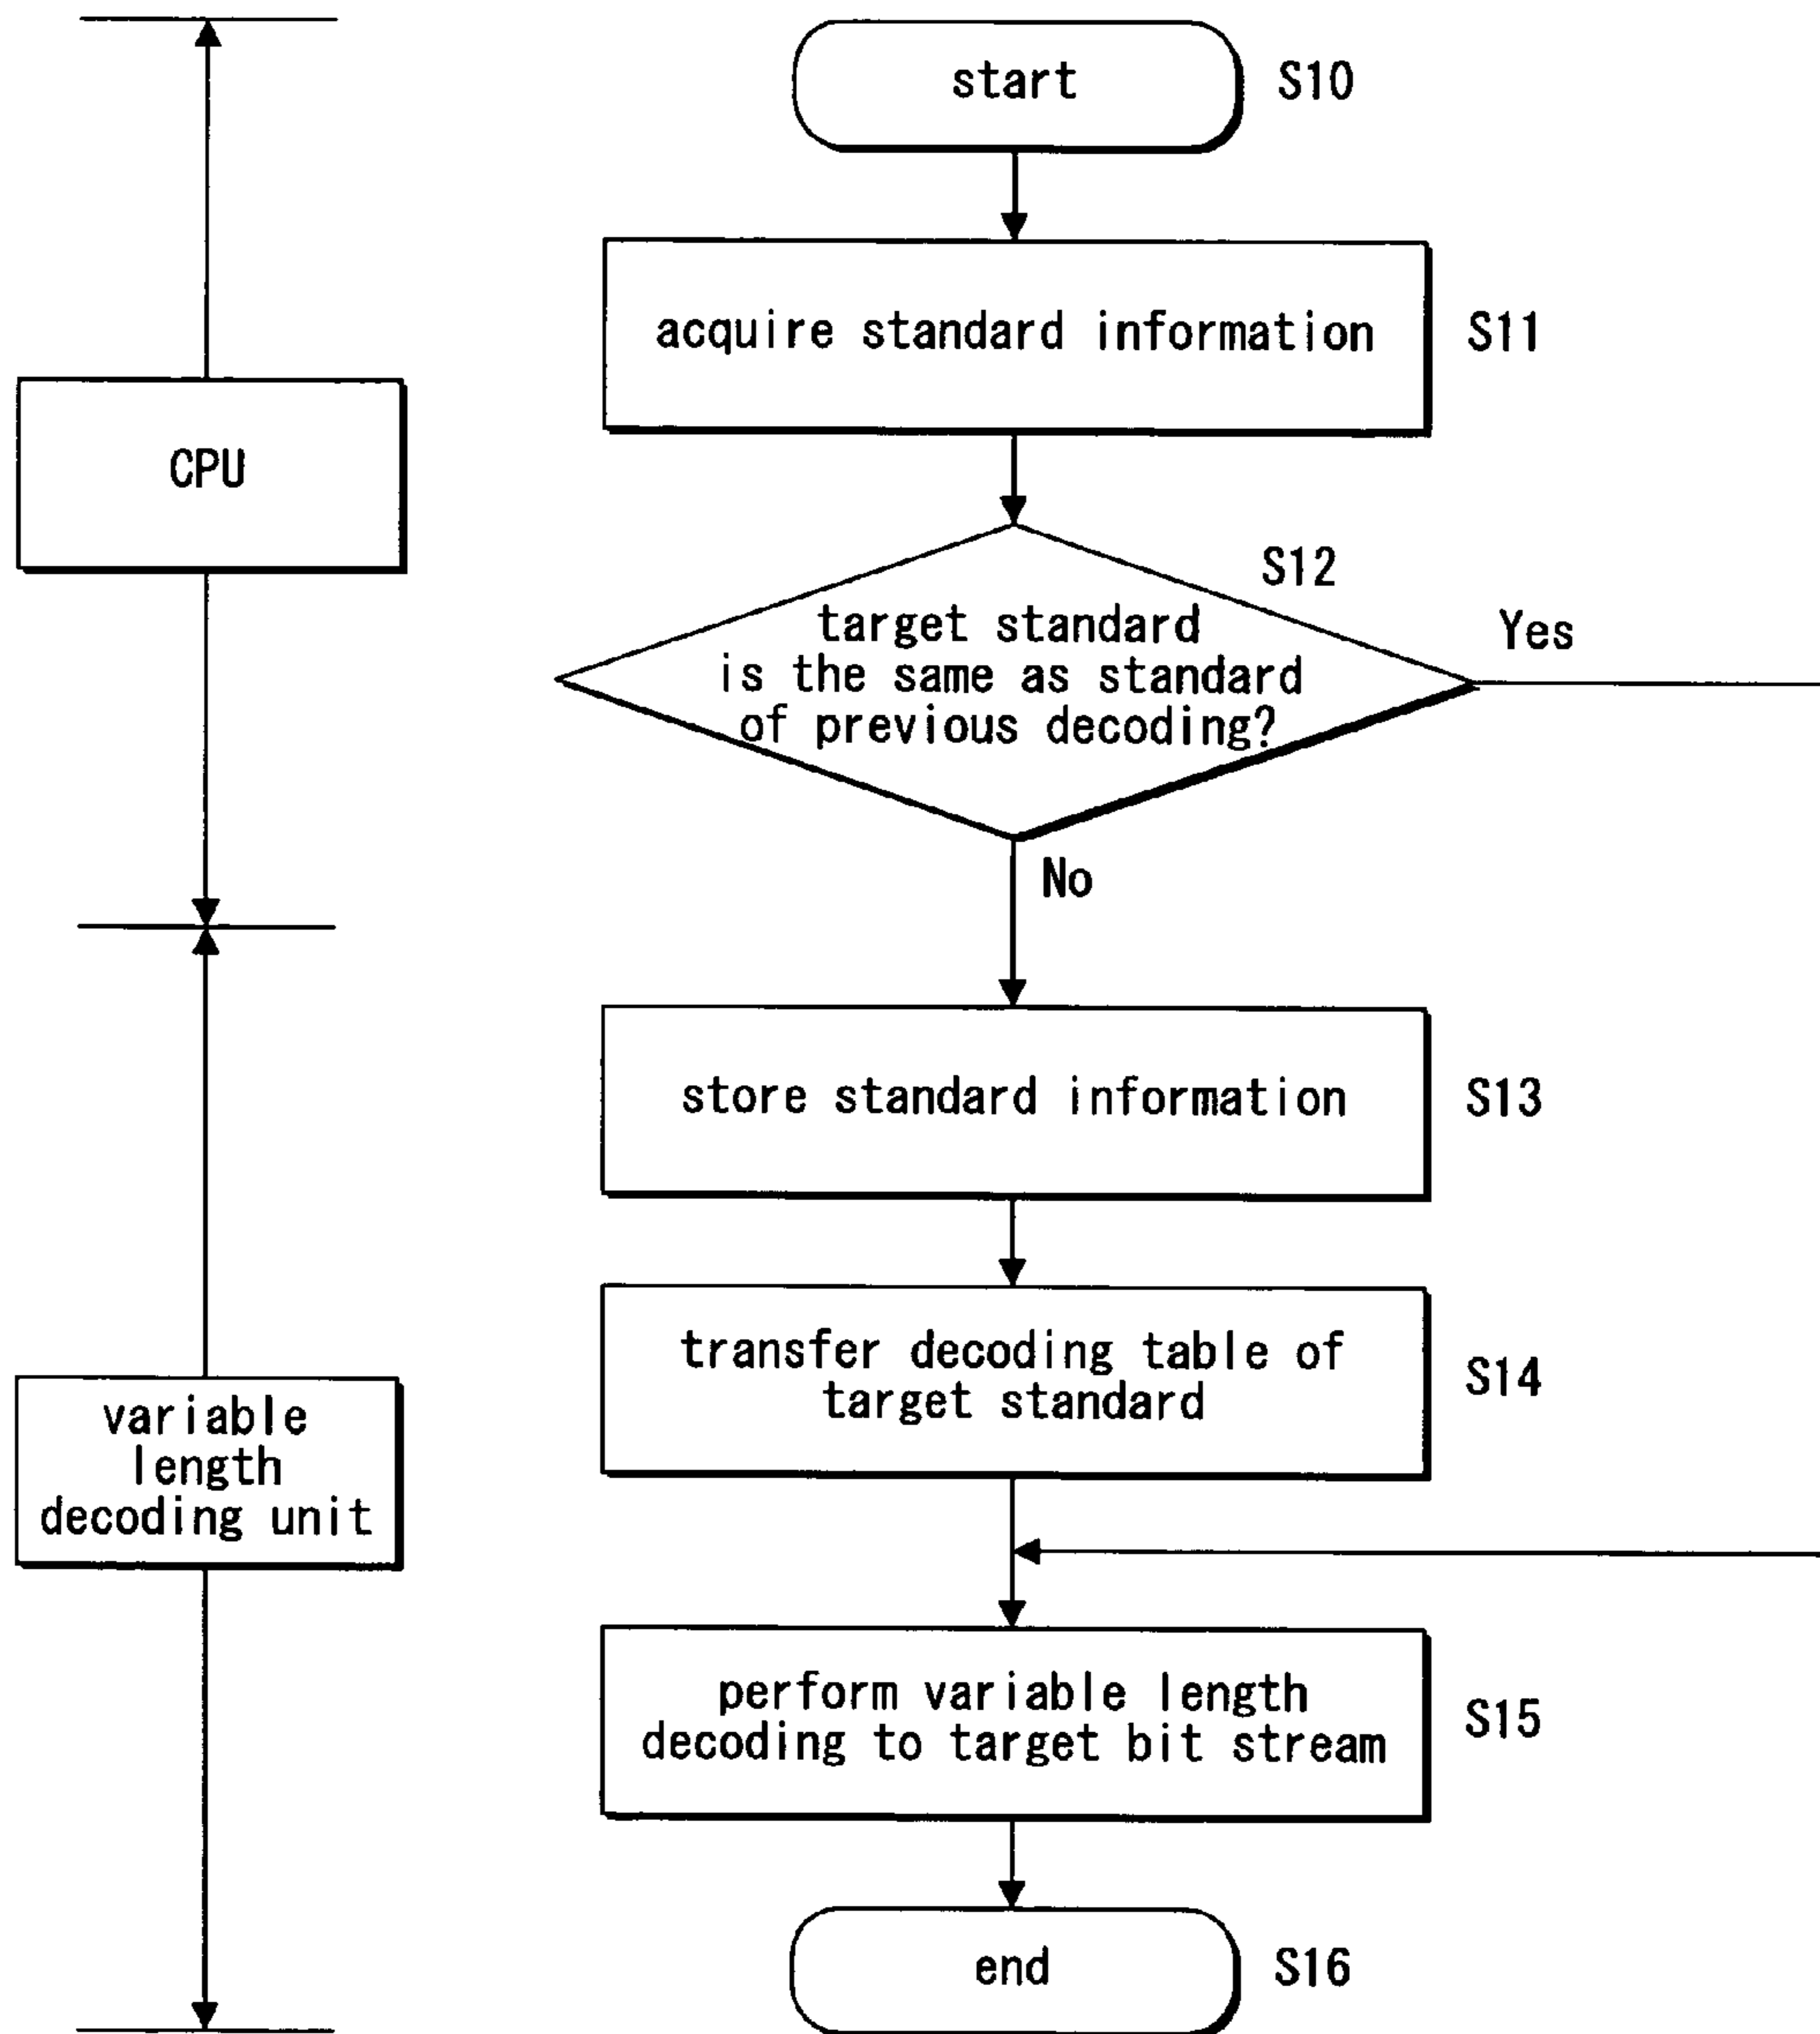 start
S10
acquire standard information
S11
CPU
S12
target standard
is the same as standard
of previous decoding?
Yes
No
store standard information
S13
transfer decoding table of
target standard
S14
variable
length
decoding unit
perform variable length
decoding to target bit stream
S15
end
S16